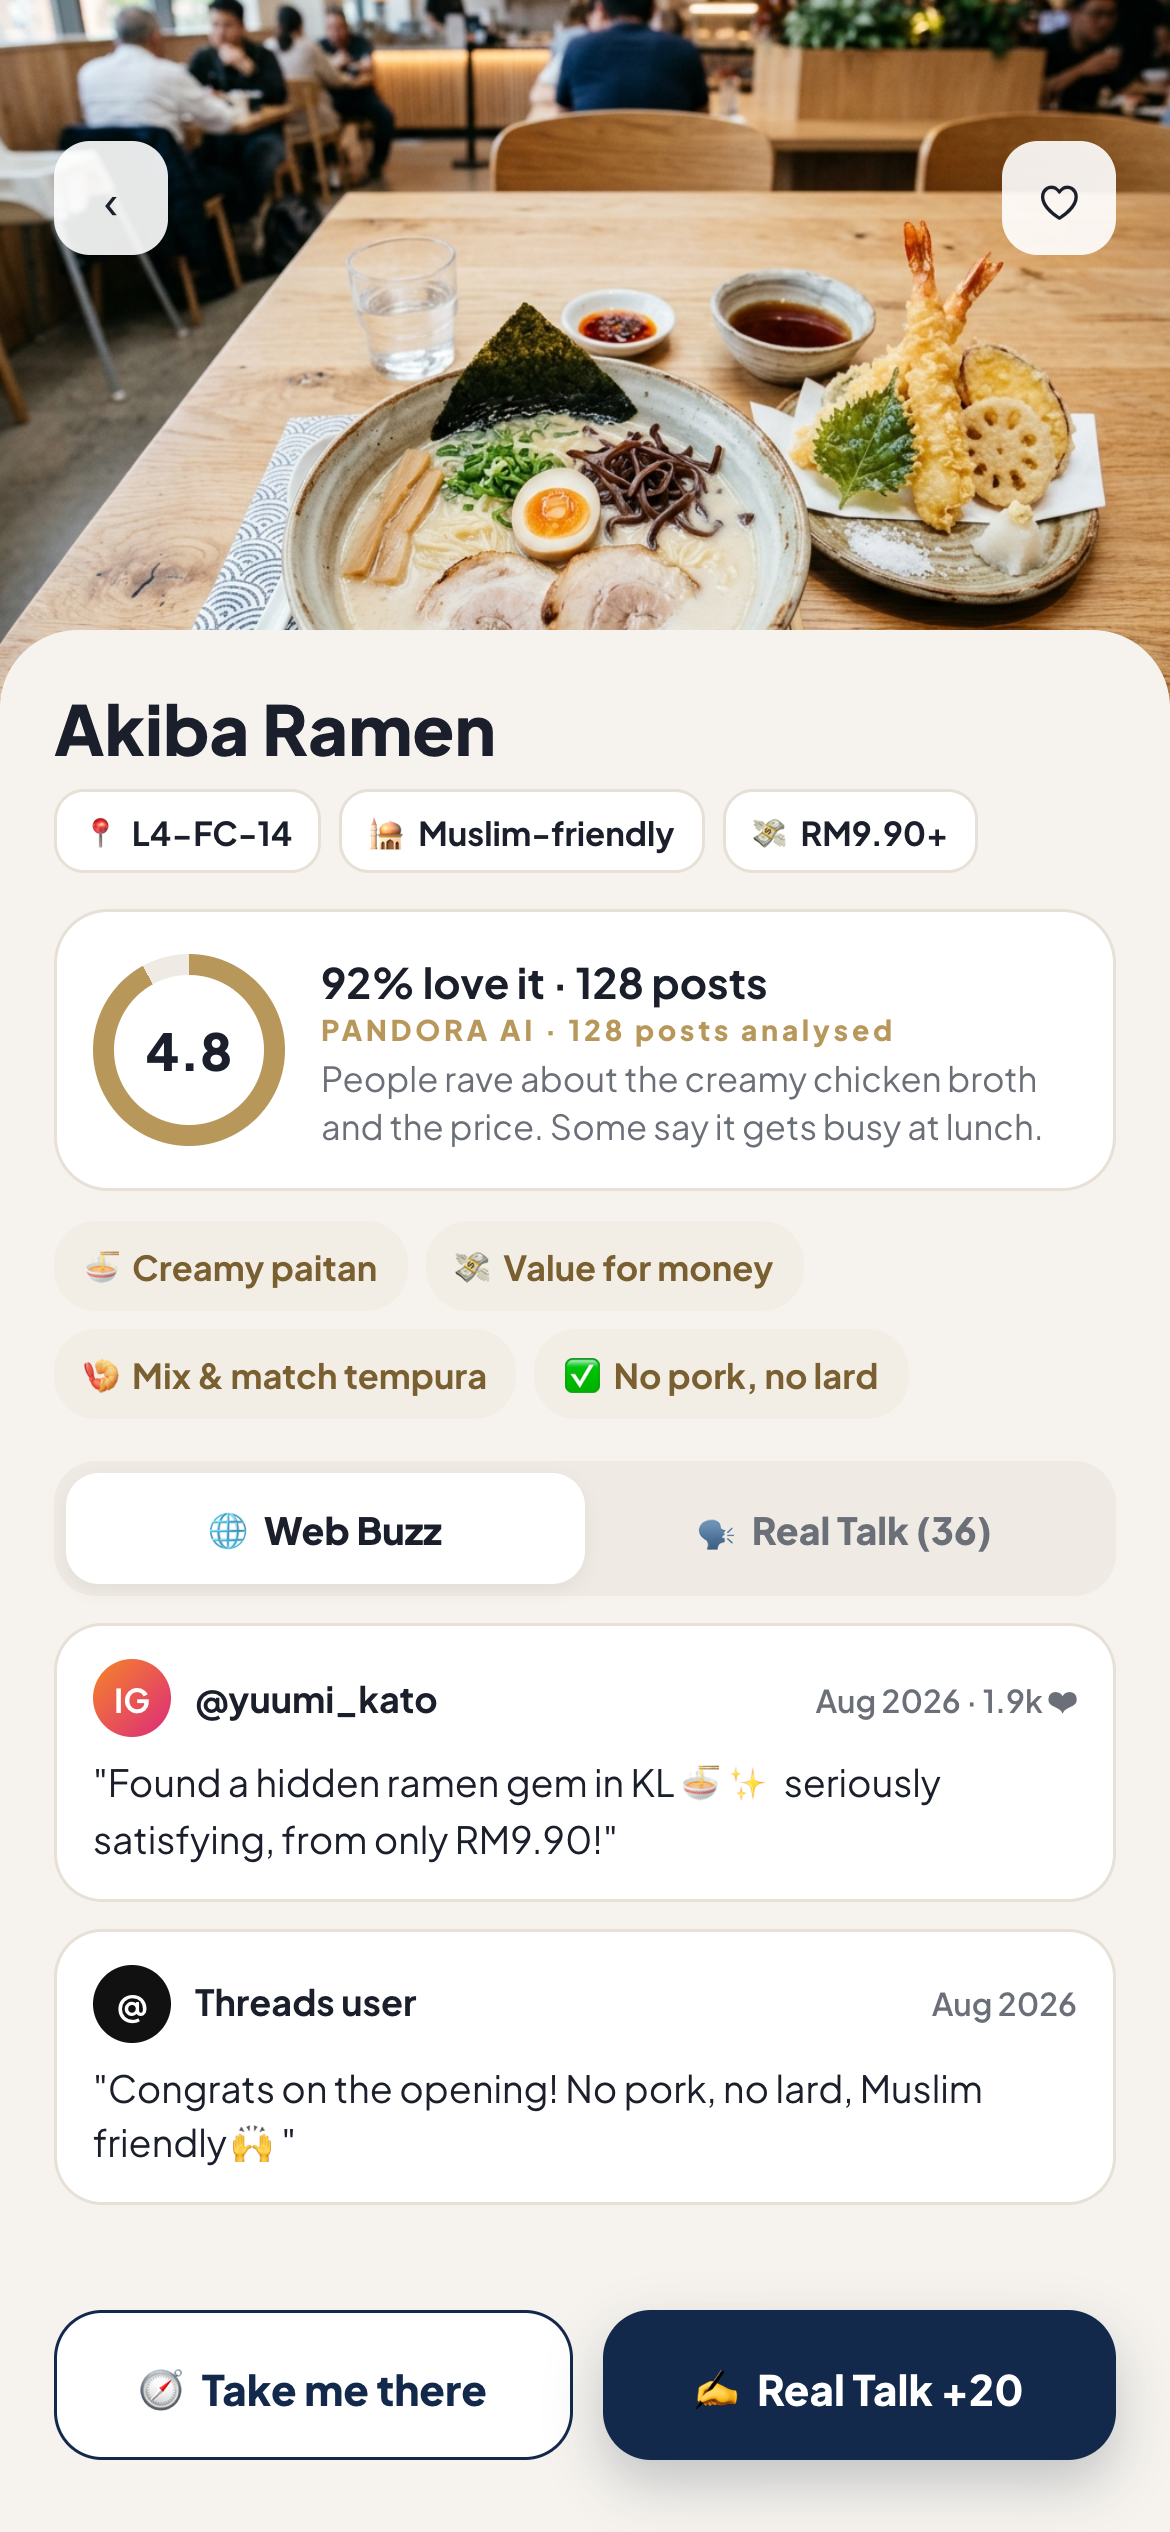 ‹
Akiba Ramen
📍 L4-FC-14
🕌 Muslim-friendly
💸 RM9.90+
4.8
92% love it · 128 posts
PANDORA AI · 128 posts analysed
People rave about the creamy chicken broth
and the price. Some say it gets busy at lunch.
🍜 Creamy paitan
💸 Value for money
🍤 Mix & match tempura
✅ No pork, no lard
🌐 Web Buzz
🗣️ Real Talk (36)
IG @yuumi_kato
Aug 2026 · 1.9k ❤
"Found a hidden ramen gem in KL 🍜✨ seriously
satisfying, from only RM9.90!"
@ Threads user
Aug 2026
"Congrats on the opening! No pork, no lard, Muslim
friendly 🙌 "
🧭 Take me there
✍️ Real Talk +20